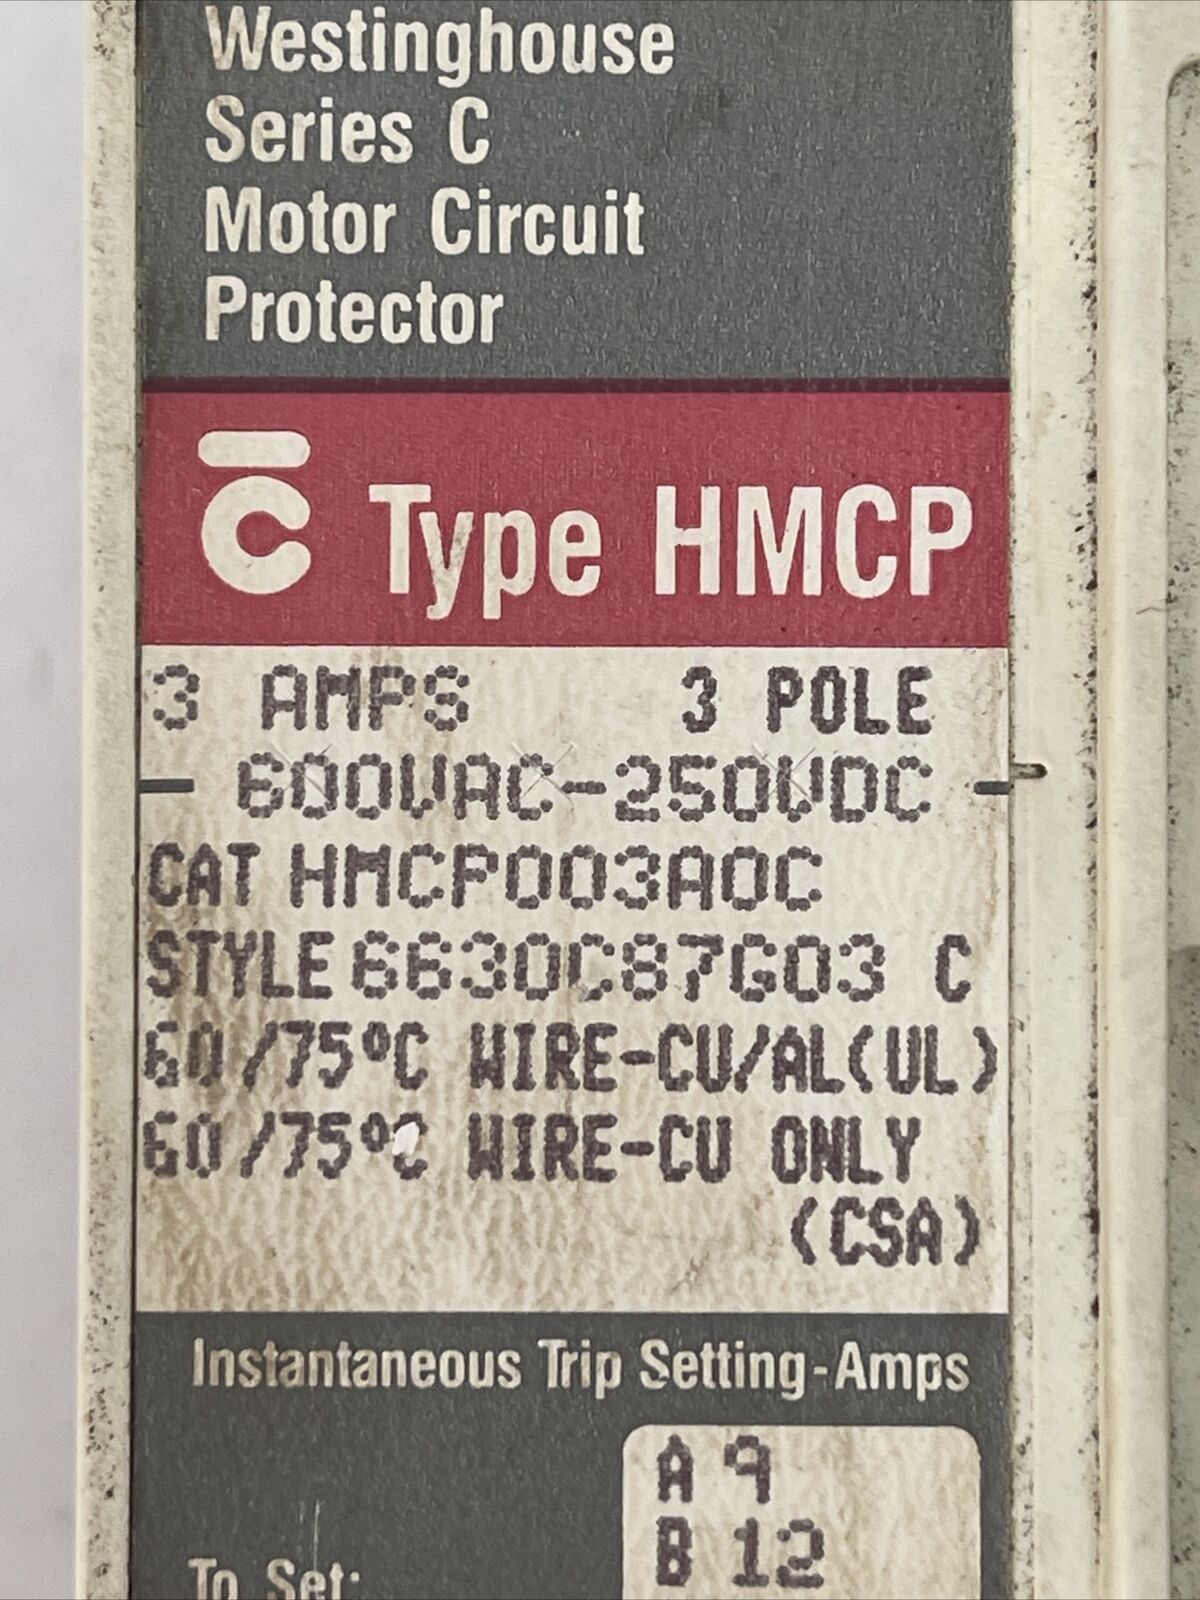 Westinghouse
Series C
Motor Circuit
Protector
C Type HMCP
3 AMPS 3 POLE
600VAC-250VDC
CAT HMCP003A0C
STYLE 6630C87G03 C
60/75°C WIRE-CU/AL(UL)
60/75°C WIRE-CU ONLY
(CSA)
Instantaneous Trip Setting-Amps
A 9
B 12
To Set: